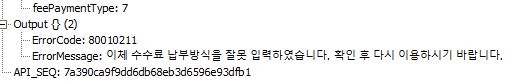 feePaymentType: 7
Output {} (2)
ErrorCode: 80010211
ErrorMessage: 이체 수수료 납부방식을 잘못 입력하였습니다. 확인 후 다시 이용하시기 바랍니다.
API_SEQ: 7a390ca9f9dd6db68eb3d6596e93dfb1